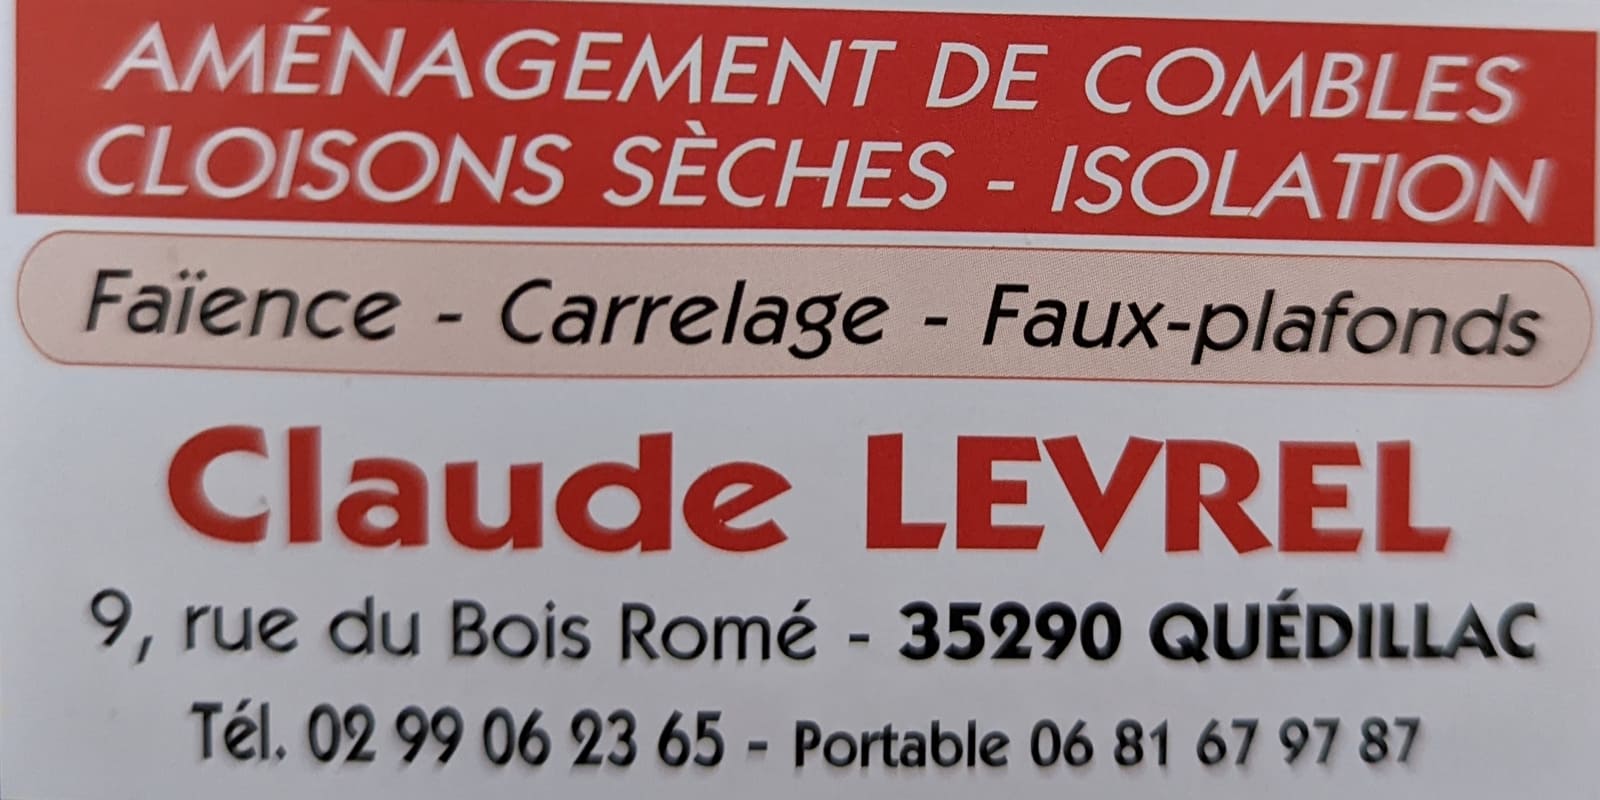 AMÉNAGEMENT DE COMBLES
CLOISONS SÈCHES - ISOLATION
Faïence - Carrelage - Faux-plafonds
Claude LEVREL
9, rue du Bois Romé - 35290 QUÉDILLAC
Tél. 02 99 06 23 65 - Portable 06 81 67 97 87